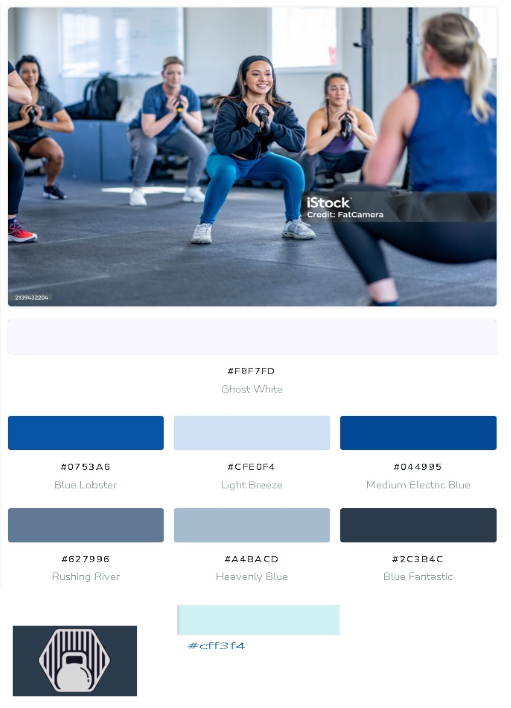 iStock
Credit: FatCamera
2139432204
#F8F7FD
Ghost White
#0753A6
Blue Lobster
#CFE0F4
Light Breeze
#044995
Medium Electric Blue
#627996
Rushing River
#A4BACD
Heavenly Blue
#2C3B4C
Blue Fantastic
#cff3f4